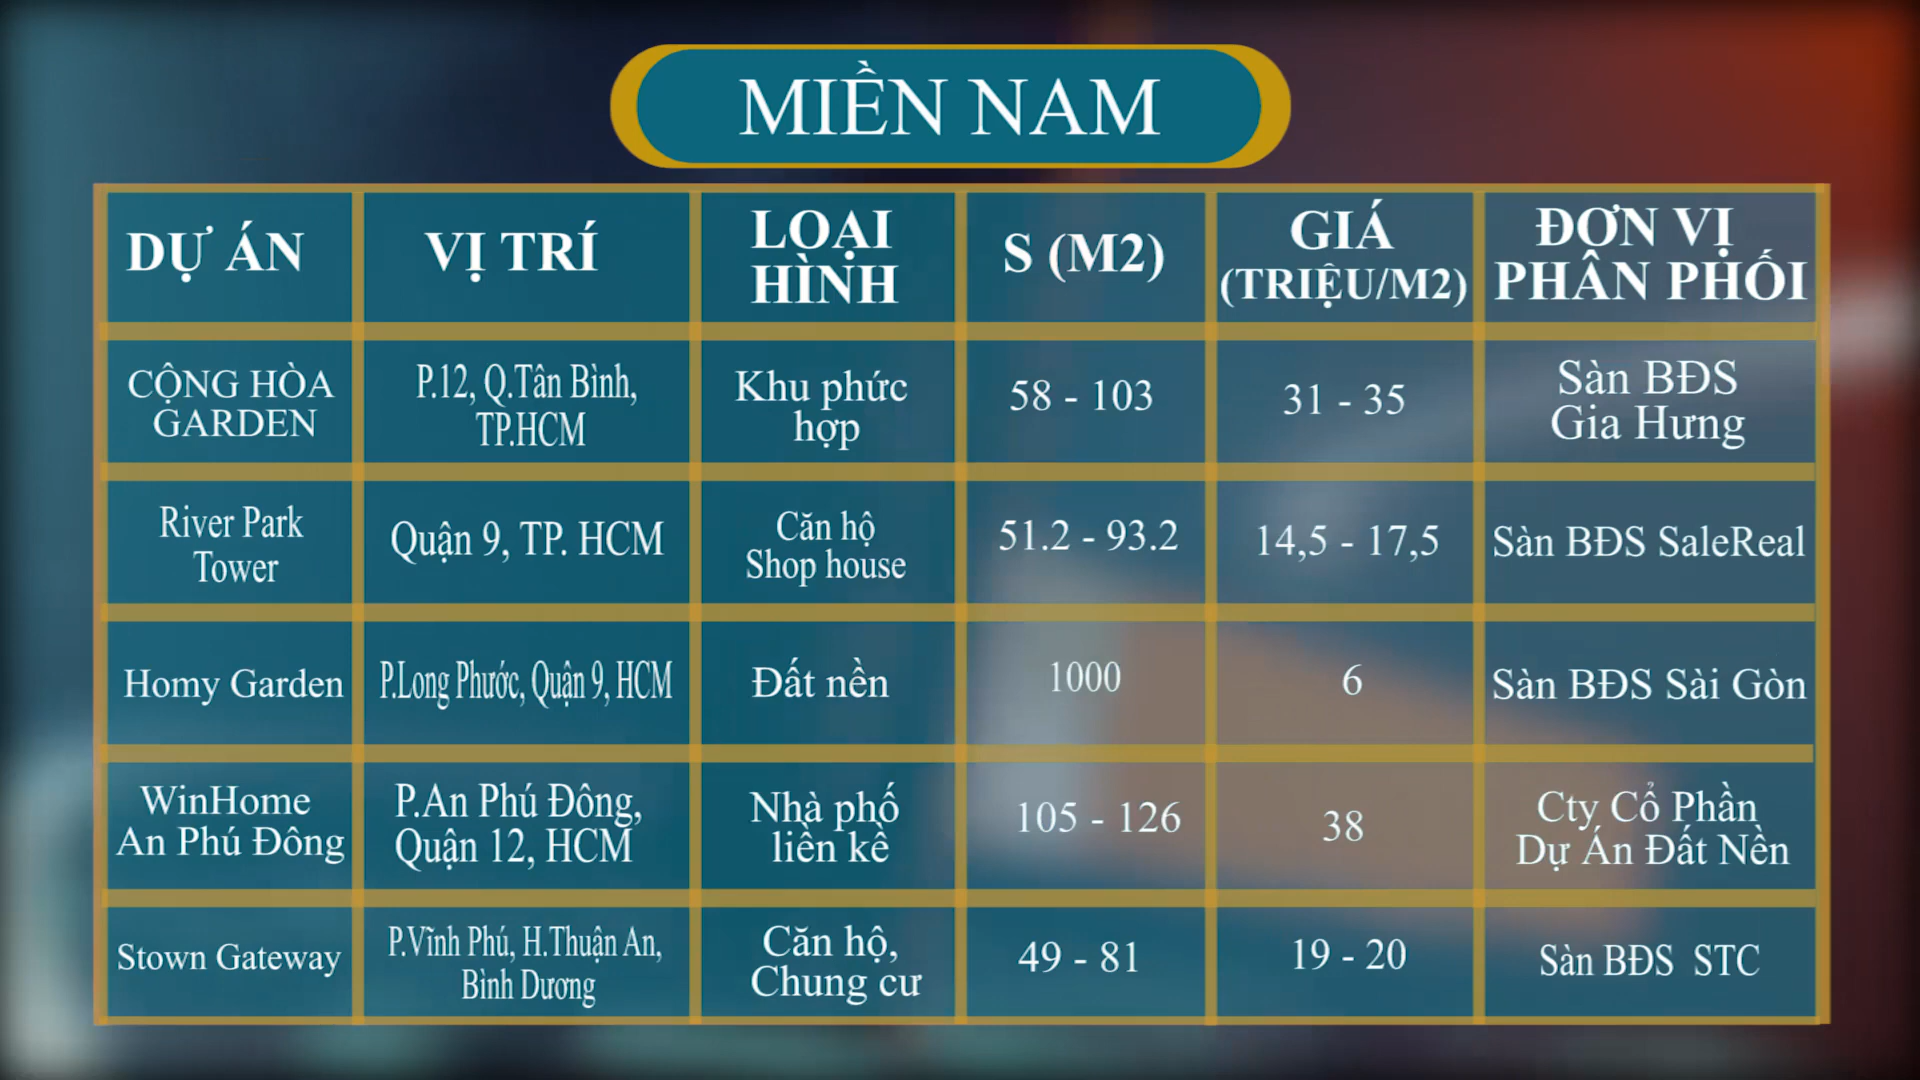 MIỀN NAM
DỰ ÁN
VỊ TRÍ
LOẠI
HÌNH
S (M2)
GIÁ
(TRIỆU/M2)
ĐƠN VỊ
PHÂN PHỐI
CỘNG HÒA
GARDEN
P.12, Q.Tân Bình,
TP.HCM
Khu phức
hợp
58 - 103
31 - 35
Sàn BĐS
Gia Hưng
River Park
Tower
Quận 9, TP. HCM
Căn hộ
Shop house
51.2 - 93.2
14,5 - 17,5
Sàn BĐS SaleReal
Homy Garden
P.Long Phước, Quận 9, HCM
Đất nền
1000
6
Sàn BĐS Sài Gòn
WinHome
An Phú Đông
P.An Phú Đông,
Quận 12, HCM
Nhà phố
liền kề
105 - 126
38
Cty Cổ Phần
Dự Án Đất Nền
Stown Gateway
P.Vĩnh Phú, H.Thuận An,
Bình Dương
Căn hộ,
Chung cư
49 - 81
19 - 20
Sàn BĐS STC